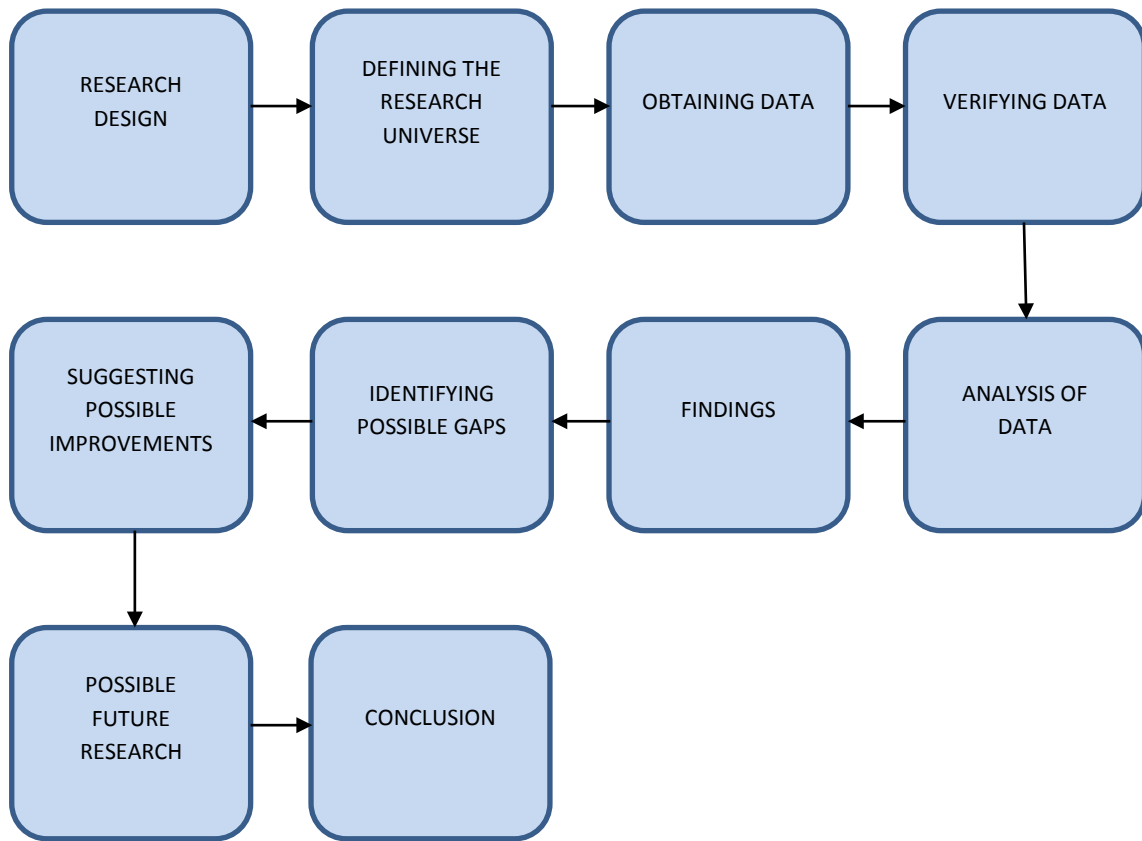 RESEARCH
DESIGN
DEFINING THE
RESEARCH
UNIVERSE
OBTAINING DATA
VERIFYING DATA
ANALYSIS OF
DATA
FINDINGS
IDENTIFYING
POSSIBLE GAPS
SUGGESTING
POSSIBLE
IMPROVEMENTS
POSSIBLE
FUTURE
RESEARCH
CONCLUSION